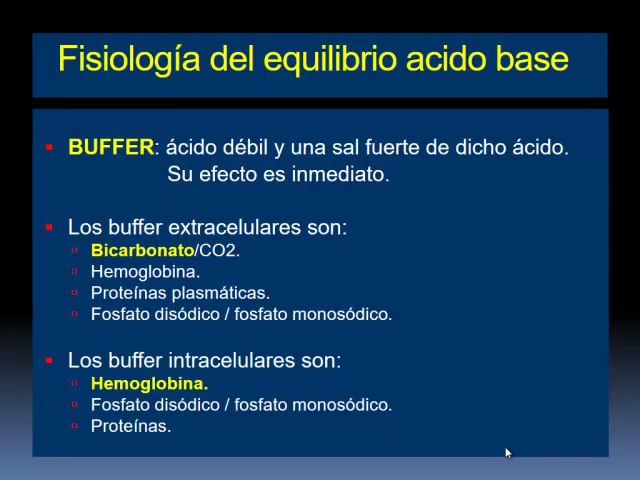 Fisiología del equilibrio acido base
BUFFER: ácido débil y una sal fuerte de dicho ácido.
Su efecto es inmediato.
Los buffer extracelulares son:
Bicarbonato/CO2.
Hemoglobina.
Proteínas plasmáticas.
Fosfato disódico / fosfato monosódico.
Los buffer intracelulares son:
Hemoglobina.
Fosfato disódico / fosfato monosódico.
Proteínas.